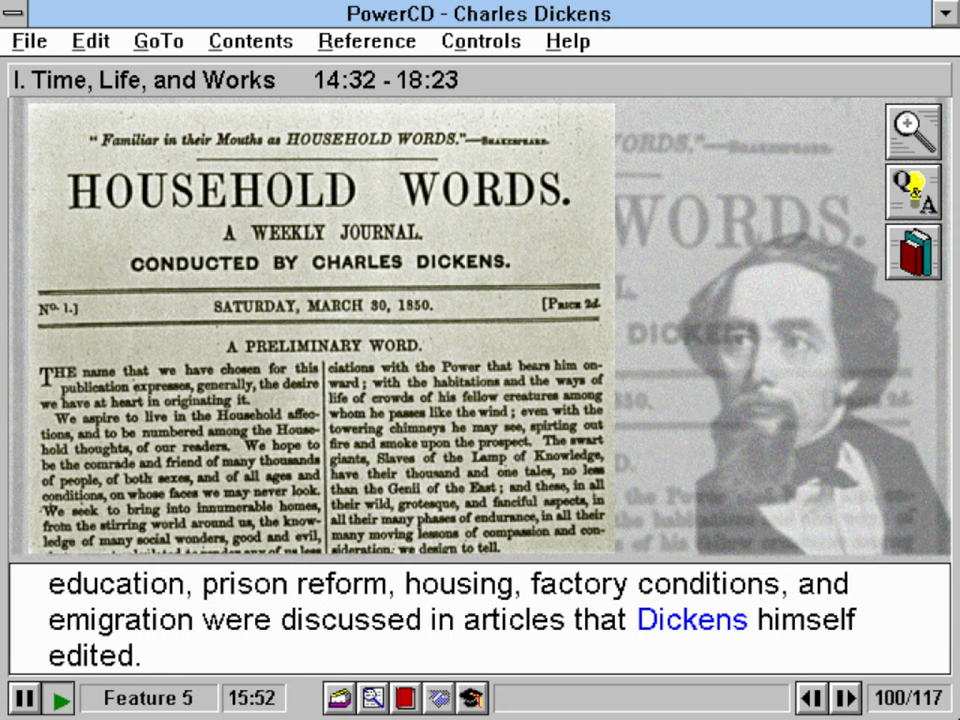 PowerCD - Charles Dickens
File Edit GoTo Contents Reference Controls Help
I. Time, Life, and Works 14:32 - 18:23
"Familiar in their Mouths as HOUSEHOLD WORDS."—SHAKESPEARE.
HOUSEHOLD WORDS.
A WEEKLY JOURNAL.
CONDUCTED BY CHARLES DICKENS.
No. 1.] SATURDAY, MARCH 30, 1850. [PRICE 2d.
A PRELIMINARY WORD.
THE name that we have chosen for this
publication expresses, generally, the desire
we have at heart in originating it.
We aspire to live in the Household affec-
tions, and to be numbered among the House-
hold thoughts, of our readers. We hope to
be the comrade and friend of many thousands
of people, of both sexes, and of all ages and
conditions, on whose faces we may never look.
We seek to bring into innumerable homes,
from the stirring world around us, the know-
ledge of many social wonders, good and evil,
ciations with the Power that bears him on-
ward; with the habitations and the ways of
life of crowds of his fellow creatures among
whom he passes like the wind; even with the
towering chimneys he may see, spirting out
fire and smoke upon the prospect. The swart
giants, Slaves of the Lamp of Knowledge,
have their thousand and one tales, no less
than the Genii of the East; and these, in all
their wild, grotesque, and fanciful aspects, in
all their many phases of endurance, in all their
many moving lessons of compassion and con-
sideration; we design to tell.
WORDS."—SHAKESPEARE.
WORDS.
DICKENS
850.
the Power
Q & A
education, prison reform, housing, factory conditions, and
emigration were discussed in articles that Dickens himself
edited.
Feature 5 15:52 100/117